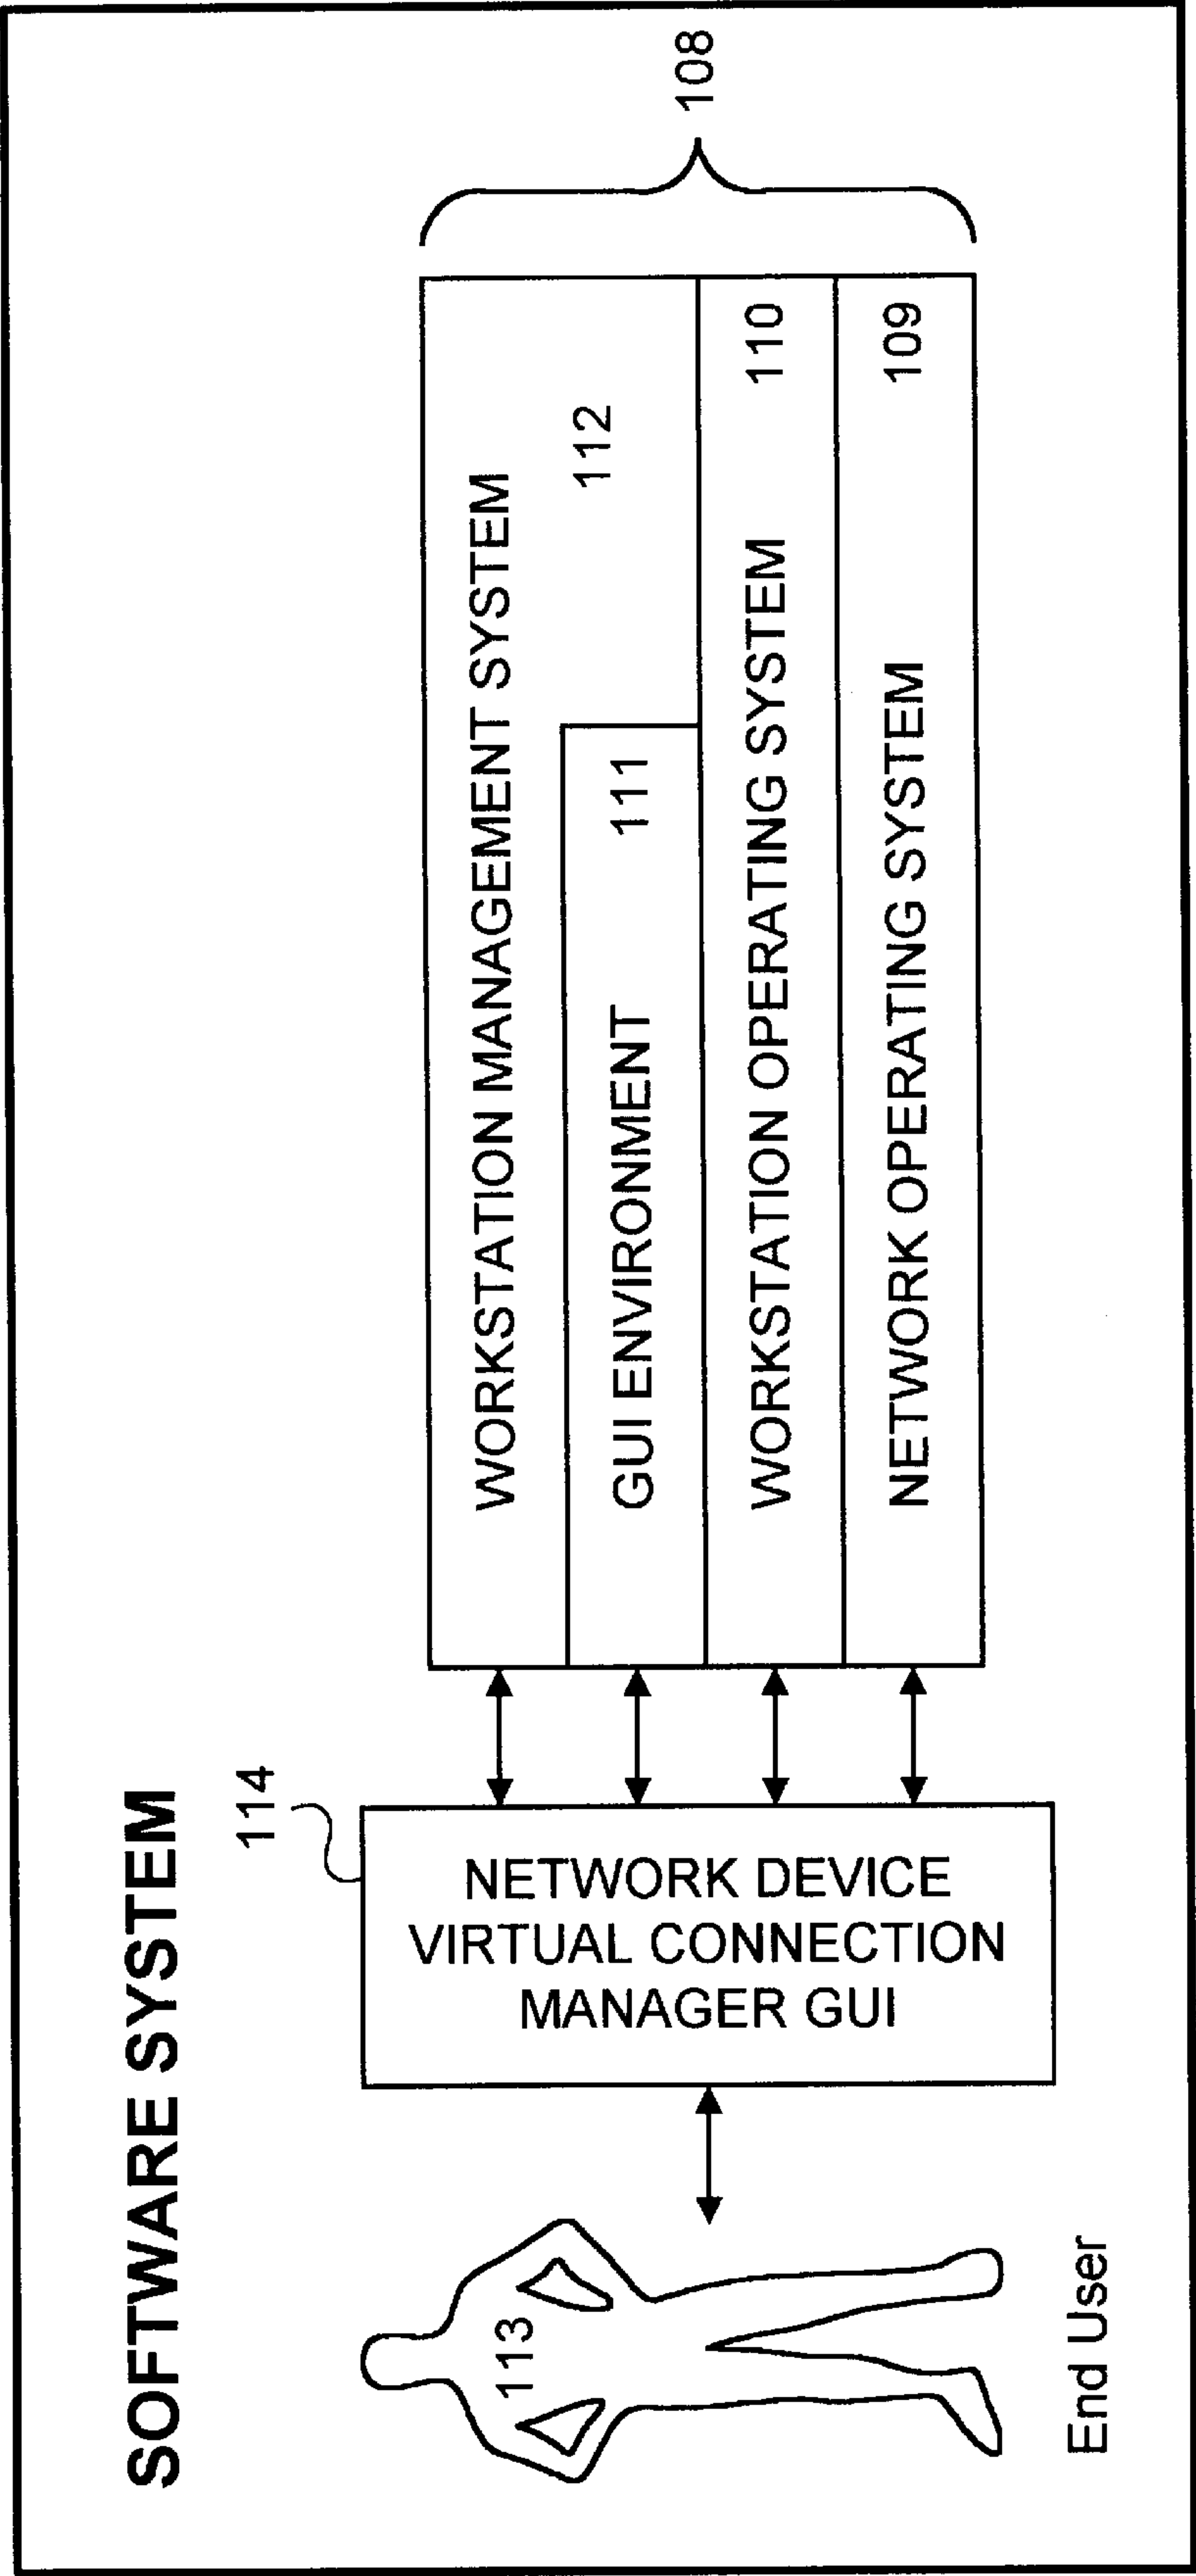 SOFTWARE SYSTEM
113
End User
114
NETWORK DEVICE
VIRTUAL CONNECTION
MANAGER GUI
WORKSTATION MANAGEMENT SYSTEM
112
GUI ENVIRONMENT 111
WORKSTATION OPERATING SYSTEM 110
NETWORK OPERATING SYSTEM 109
108